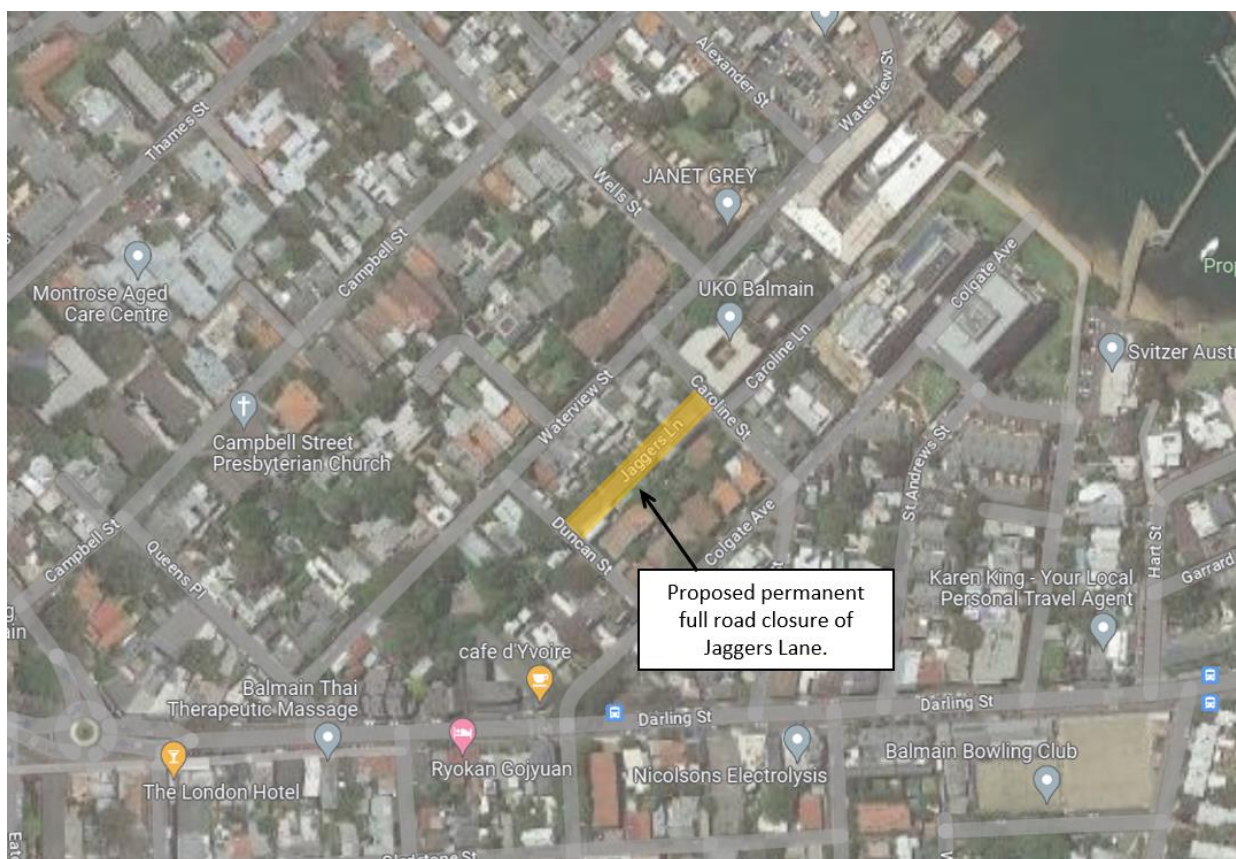 Alexander St
Waterview St
Thames St
JANET GREY
Wells St
Campbell St
Montrose Aged
Care Centre
UKO Balmain
Colgate Ave
Prop
Caroline Ln
Svitzer Austr
Caroline St
Waterview St
Campbell Street
Presbyterian Church
Jaggers Ln
St Andrews St
Colgate Ave
Duncan St
Hart St
Campbell St
Queens Pl
Garrard
Karen King - Your Local
Personal Travel Agent
Proposed permanent
full road closure of
Jaggers Lane.
cafe d'Yvoire
Balmain Thai
Therapeutic Massage
Darling St
Darling St
Ryokan Gojyuan
Nicolsons Electrolysis
Balmain Bowling Club
The London Hotel
Gladstone St